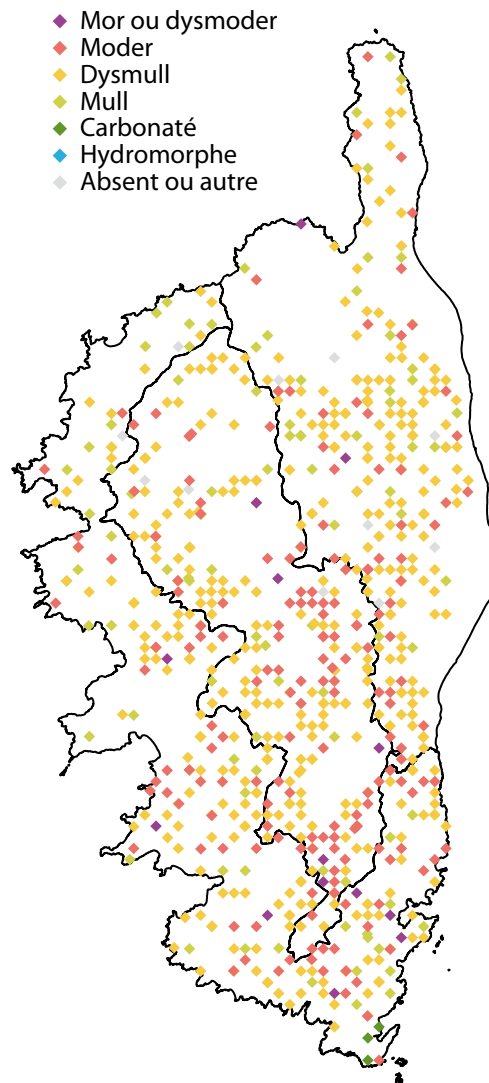 Mor ou dysmoder
Moder
Dysmull
Mull
Carbonaté
Hydromorphe
Absent ou autre